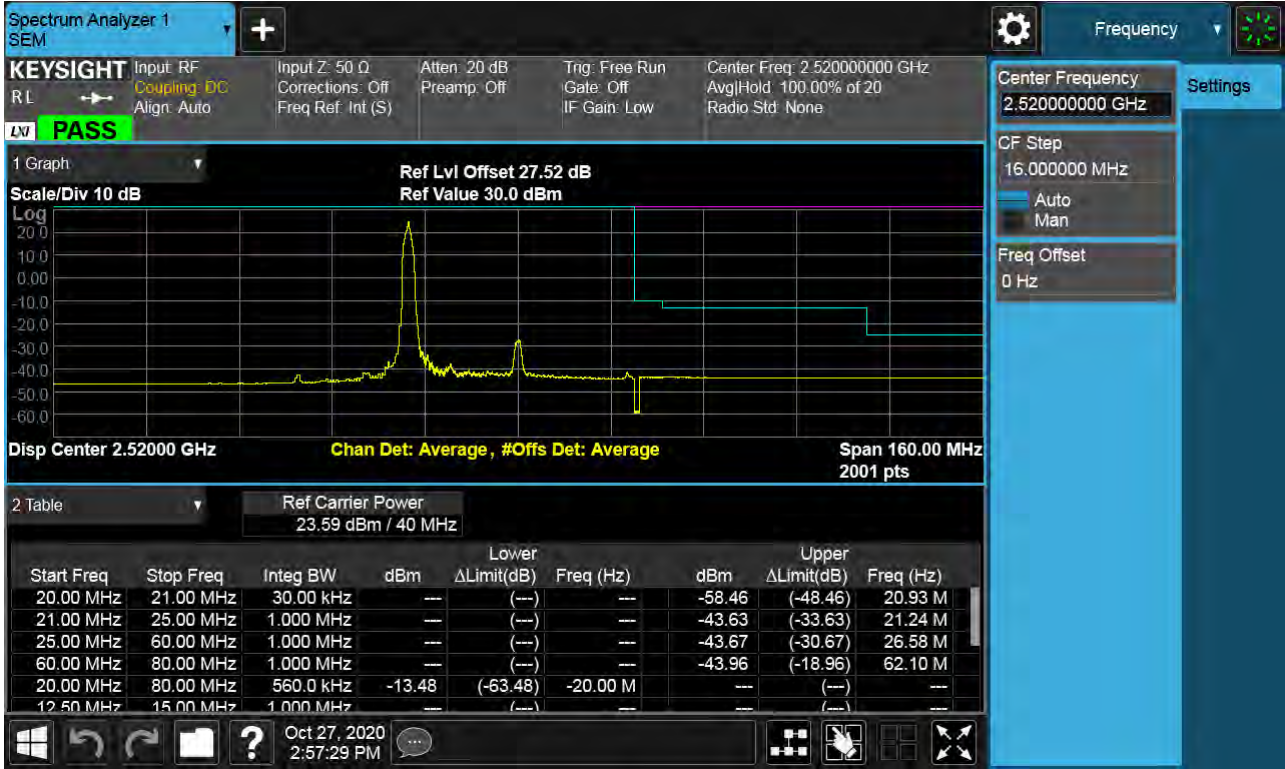 Spectrum Analyzer 1
SEM
Frequency
KEYSIGHT
Input: RF
Coupling: DC
Align: Auto
Input Z: 50 Ω
Corrections: Off
Freq Ref: Int (S)
Atten: 20 dB
Preamp: Off
Trig: Free Run
Gate: Off
IF Gain: Low
Center Freq: 2.520000000 GHz
Avg|Hold: 100.00% of 20
Radio Std: None
R L
LXI PASS
Center Frequency
2.520000000 GHz
Settings
CF Step
16.000000 MHz
Auto
Man
Freq Offset
0 Hz
1 Graph
Ref Lvl Offset 27.52 dB
Scale/Div 10 dB
Ref Value 30.0 dBm
Log
20.0
10.0
0.00
-10.0
-20.0
-30.0
-40.0
-50.0
-60.0
Disp Center 2.52000 GHz
Chan Det: Average, #Offs Det: Average
Span 160.00 MHz
2001 pts
2 Table
Ref Carrier Power
23.59 dBm / 40 MHz
Lower Upper
Start Freq Stop Freq Integ BW dBm ΔLimit(dB) Freq (Hz) dBm ΔLimit(dB) Freq (Hz)
20.00 MHz 21.00 MHz 30.00 kHz --- (---) --- -58.46 (-48.46) 20.93 M
21.00 MHz 25.00 MHz 1.000 MHz --- (---) --- -43.63 (-33.63) 21.24 M
25.00 MHz 60.00 MHz 1.000 MHz --- (---) --- -43.67 (-30.67) 26.58 M
60.00 MHz 80.00 MHz 1.000 MHz --- (---) --- -43.96 (-18.96) 62.10 M
20.00 MHz 80.00 MHz 560.0 kHz -13.48 (-63.48) -20.00 M --- (---) ---
12.50 MHz 15.00 MHz 1.000 MHz --- (---) --- --- (---) ---
?
Oct 27, 2020
2:57:29 PM